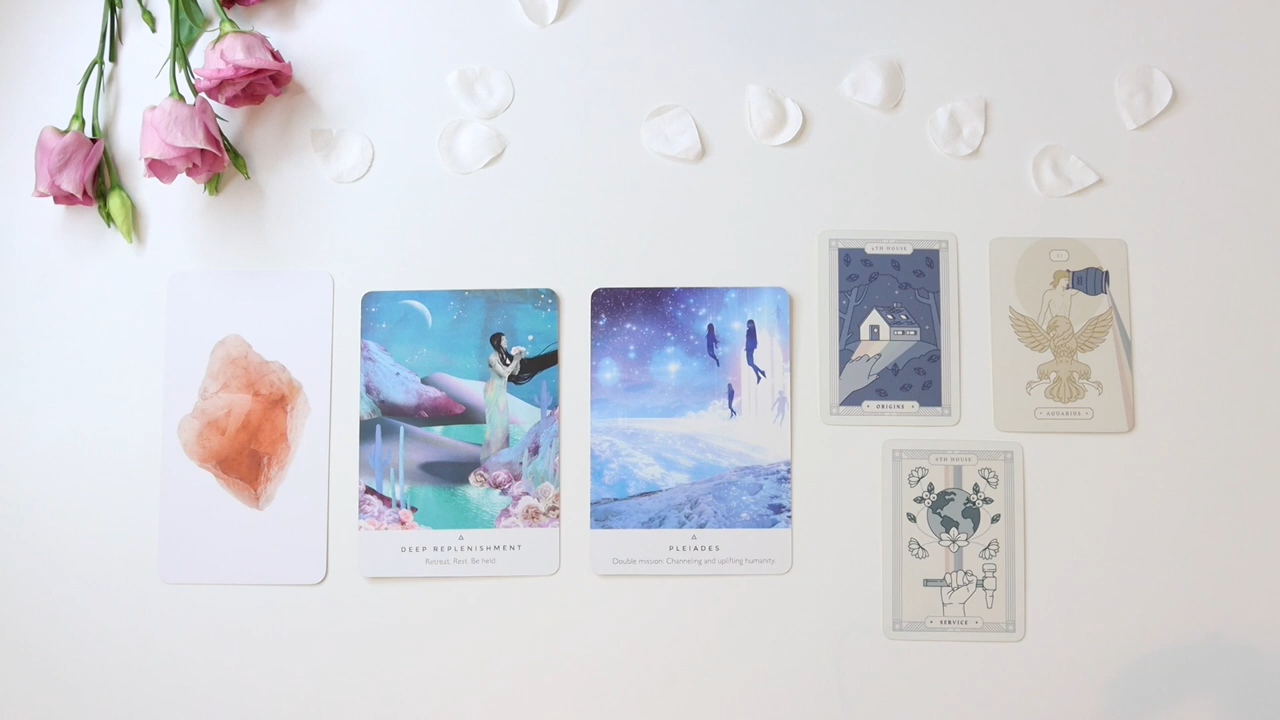 DEEP REPLENISHMENT
Retreat. Rest. Be held.
PLEIADES
Double mission. Channeling and uplifting humanity.
4TH HOUSE
ORIGINS
AQUARIUS
6TH HOUSE
SERVICE